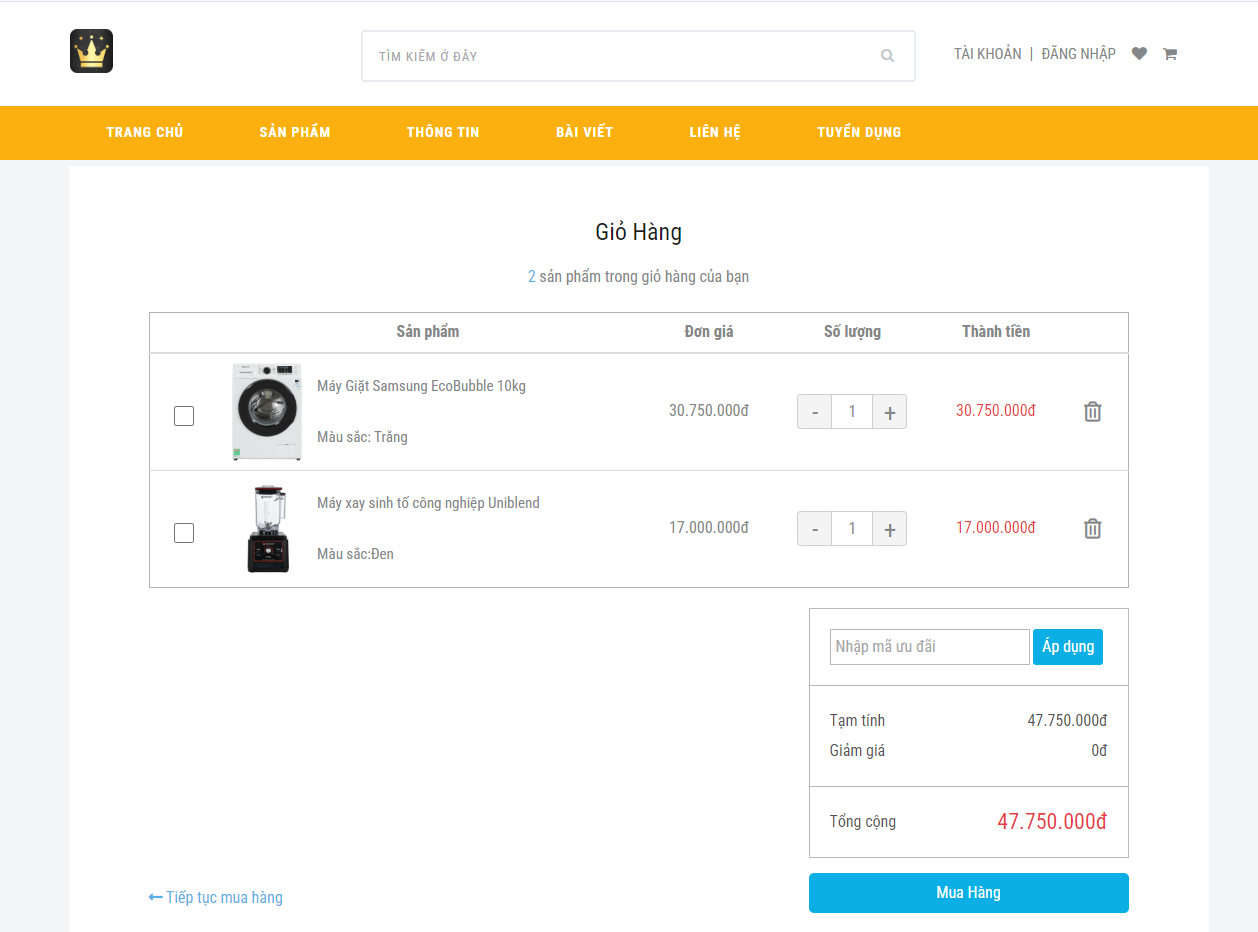 TÌM KIẾM Ở ĐÂY
TÀI KHOẢN | ĐĂNG NHẬP
TRANG CHỦ SẢN PHẨM THÔNG TIN BÀI VIẾT LIÊN HỆ TUYỂN DỤNG
Giỏ Hàng
2 sản phẩm trong giỏ hàng của bạn
Sản phẩm Đơn giá Số lượng Thành tiền
Máy Giặt Samsung EcoBubble 10kg
30.750.000đ - 1 + 30.750.000đ
Màu sắc: Trắng
Máy xay sinh tố công nghiệp Uniblend
17.000.000đ - 1 + 17.000.000đ
Màu sắc:Đen
Nhập mã ưu đãi Áp dụng
Tạm tính 47.750.000đ
Giảm giá 0đ
Tổng cộng 47.750.000đ
Mua Hàng
Tiếp tục mua hàng